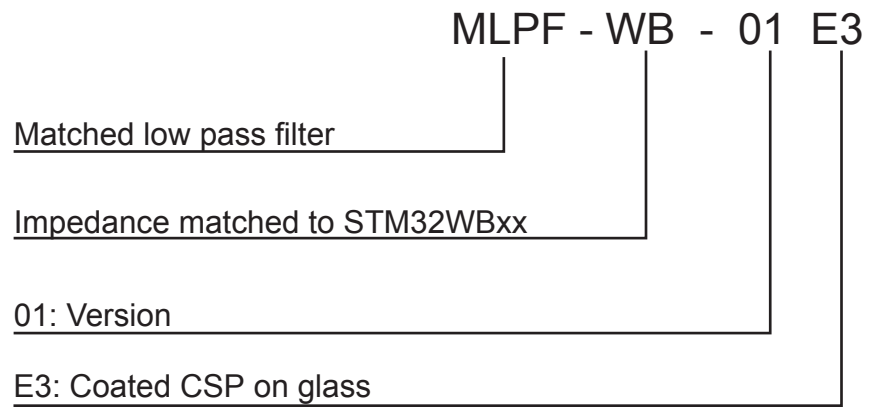 MLPF - WB - 01 E3
Matched low pass filter
Impedance matched to STM32WBxx
01: Version
E3: Coated CSP on glass